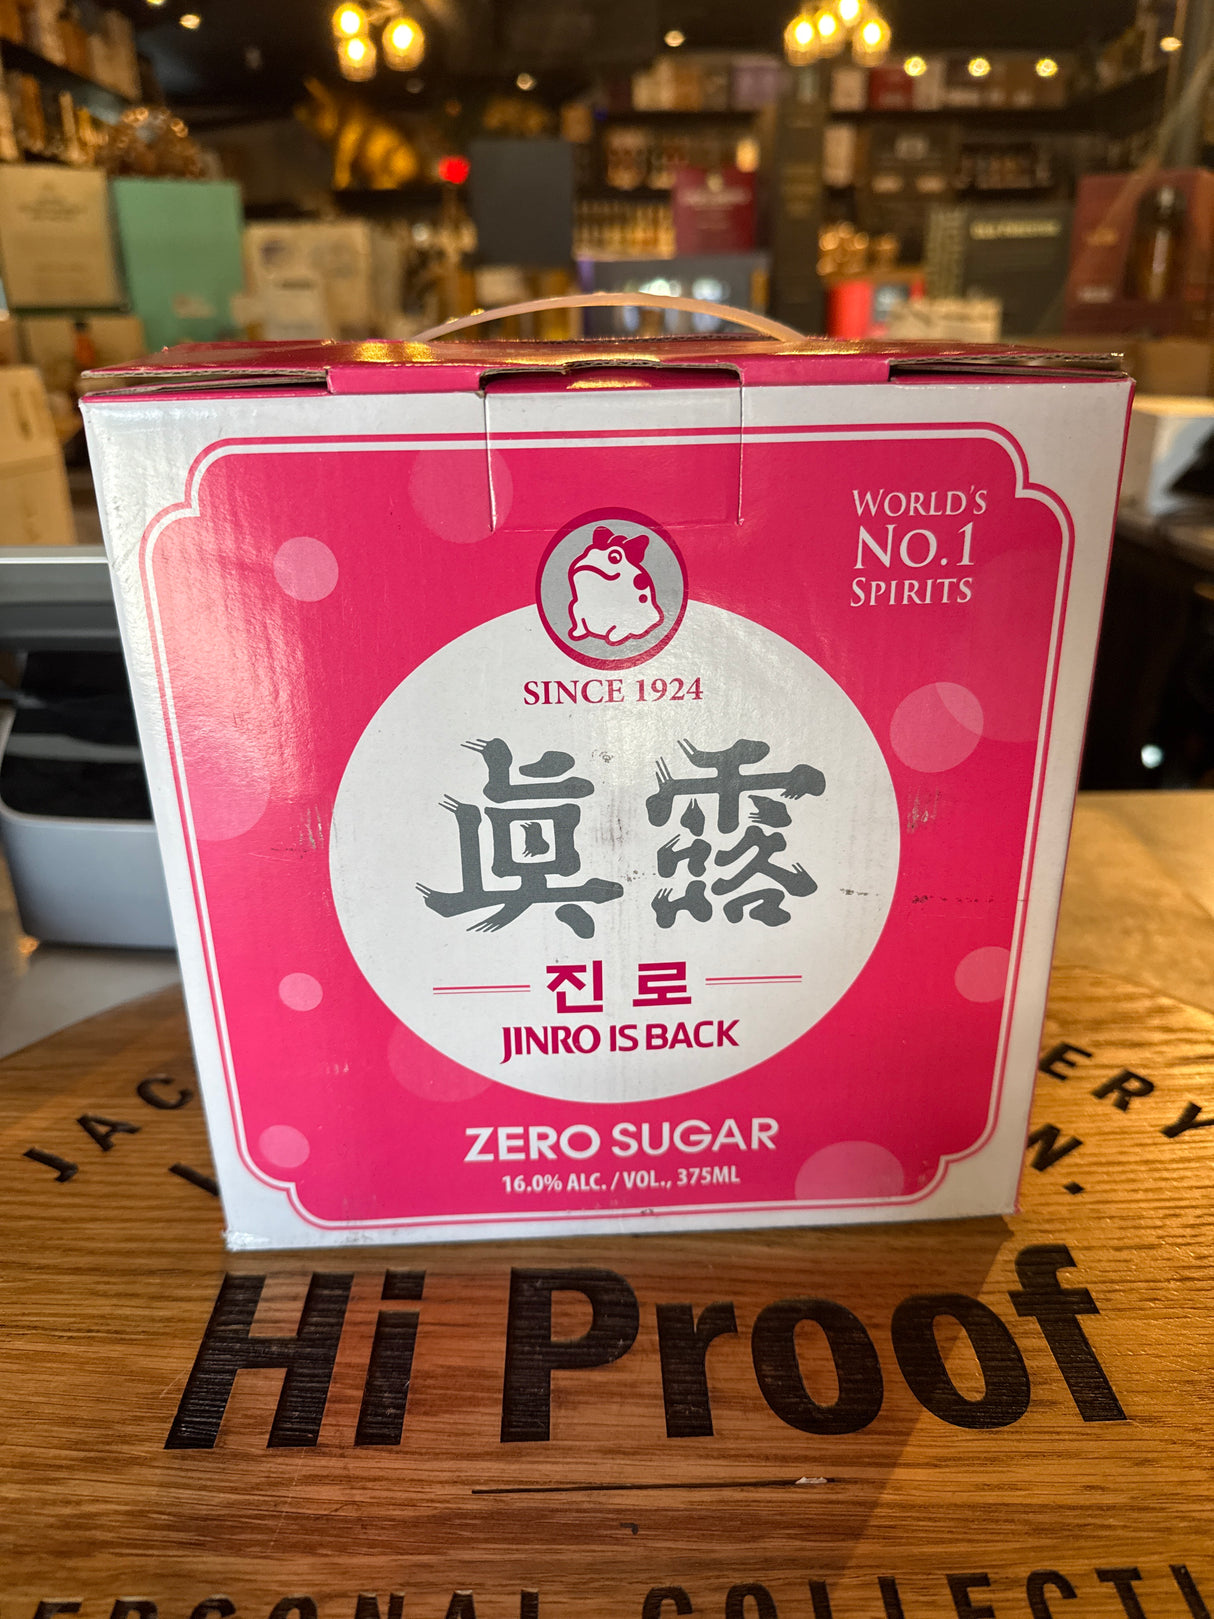 WORLD'S
NO.1
SPIRITS
SINCE 1924
眞露
진로
JINRO IS BACK
ZERO SUGAR
16.0% ALC. / VOL., 375ML
Hi Proof